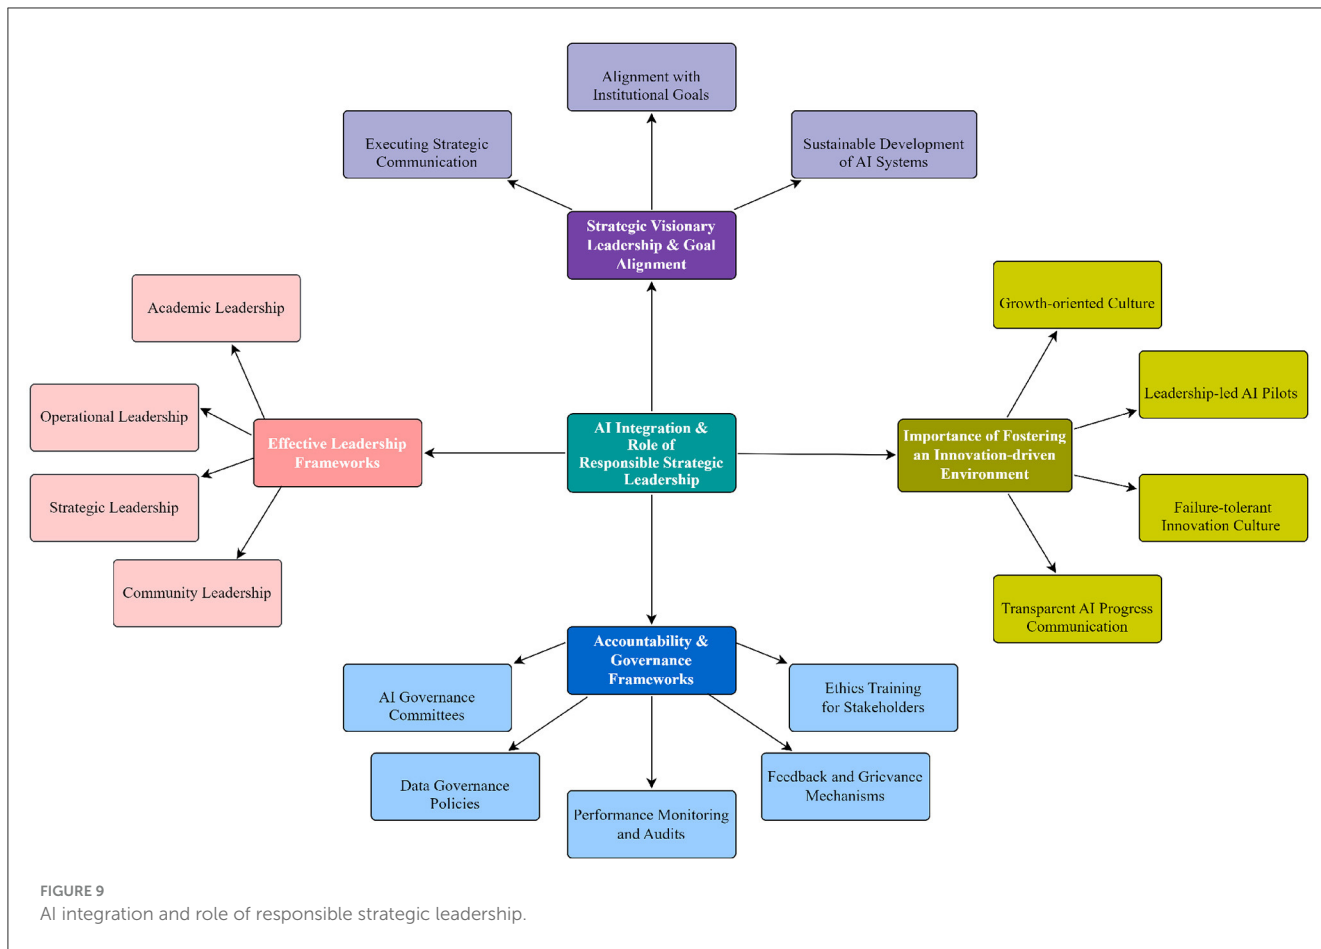 Alignment with
Institutional Goals
Executing Strategic
Communication
Sustainable Development
of AI Systems
Strategic Visionary
Leadership & Goal
Alignment
Academic Leadership
Operational Leadership
Strategic Leadership
Community Leadership
Effective Leadership
Frameworks
AI Integration &
Role of
Responsible Strategic
Leadership
Importance of Fostering
an Innovation-driven
Environment
Growth-oriented Culture
Leadership-led AI Pilots
Failure-tolerant
Innovation Culture
Transparent AI Progress
Communication
Accountability &
Governance
Frameworks
AI Governance
Committees
Data Governance
Policies
Performance Monitoring
and Audits
Feedback and Grievance
Mechanisms
Ethics Training
for Stakeholders
FIGURE 9
AI integration and role of responsible strategic leadership.